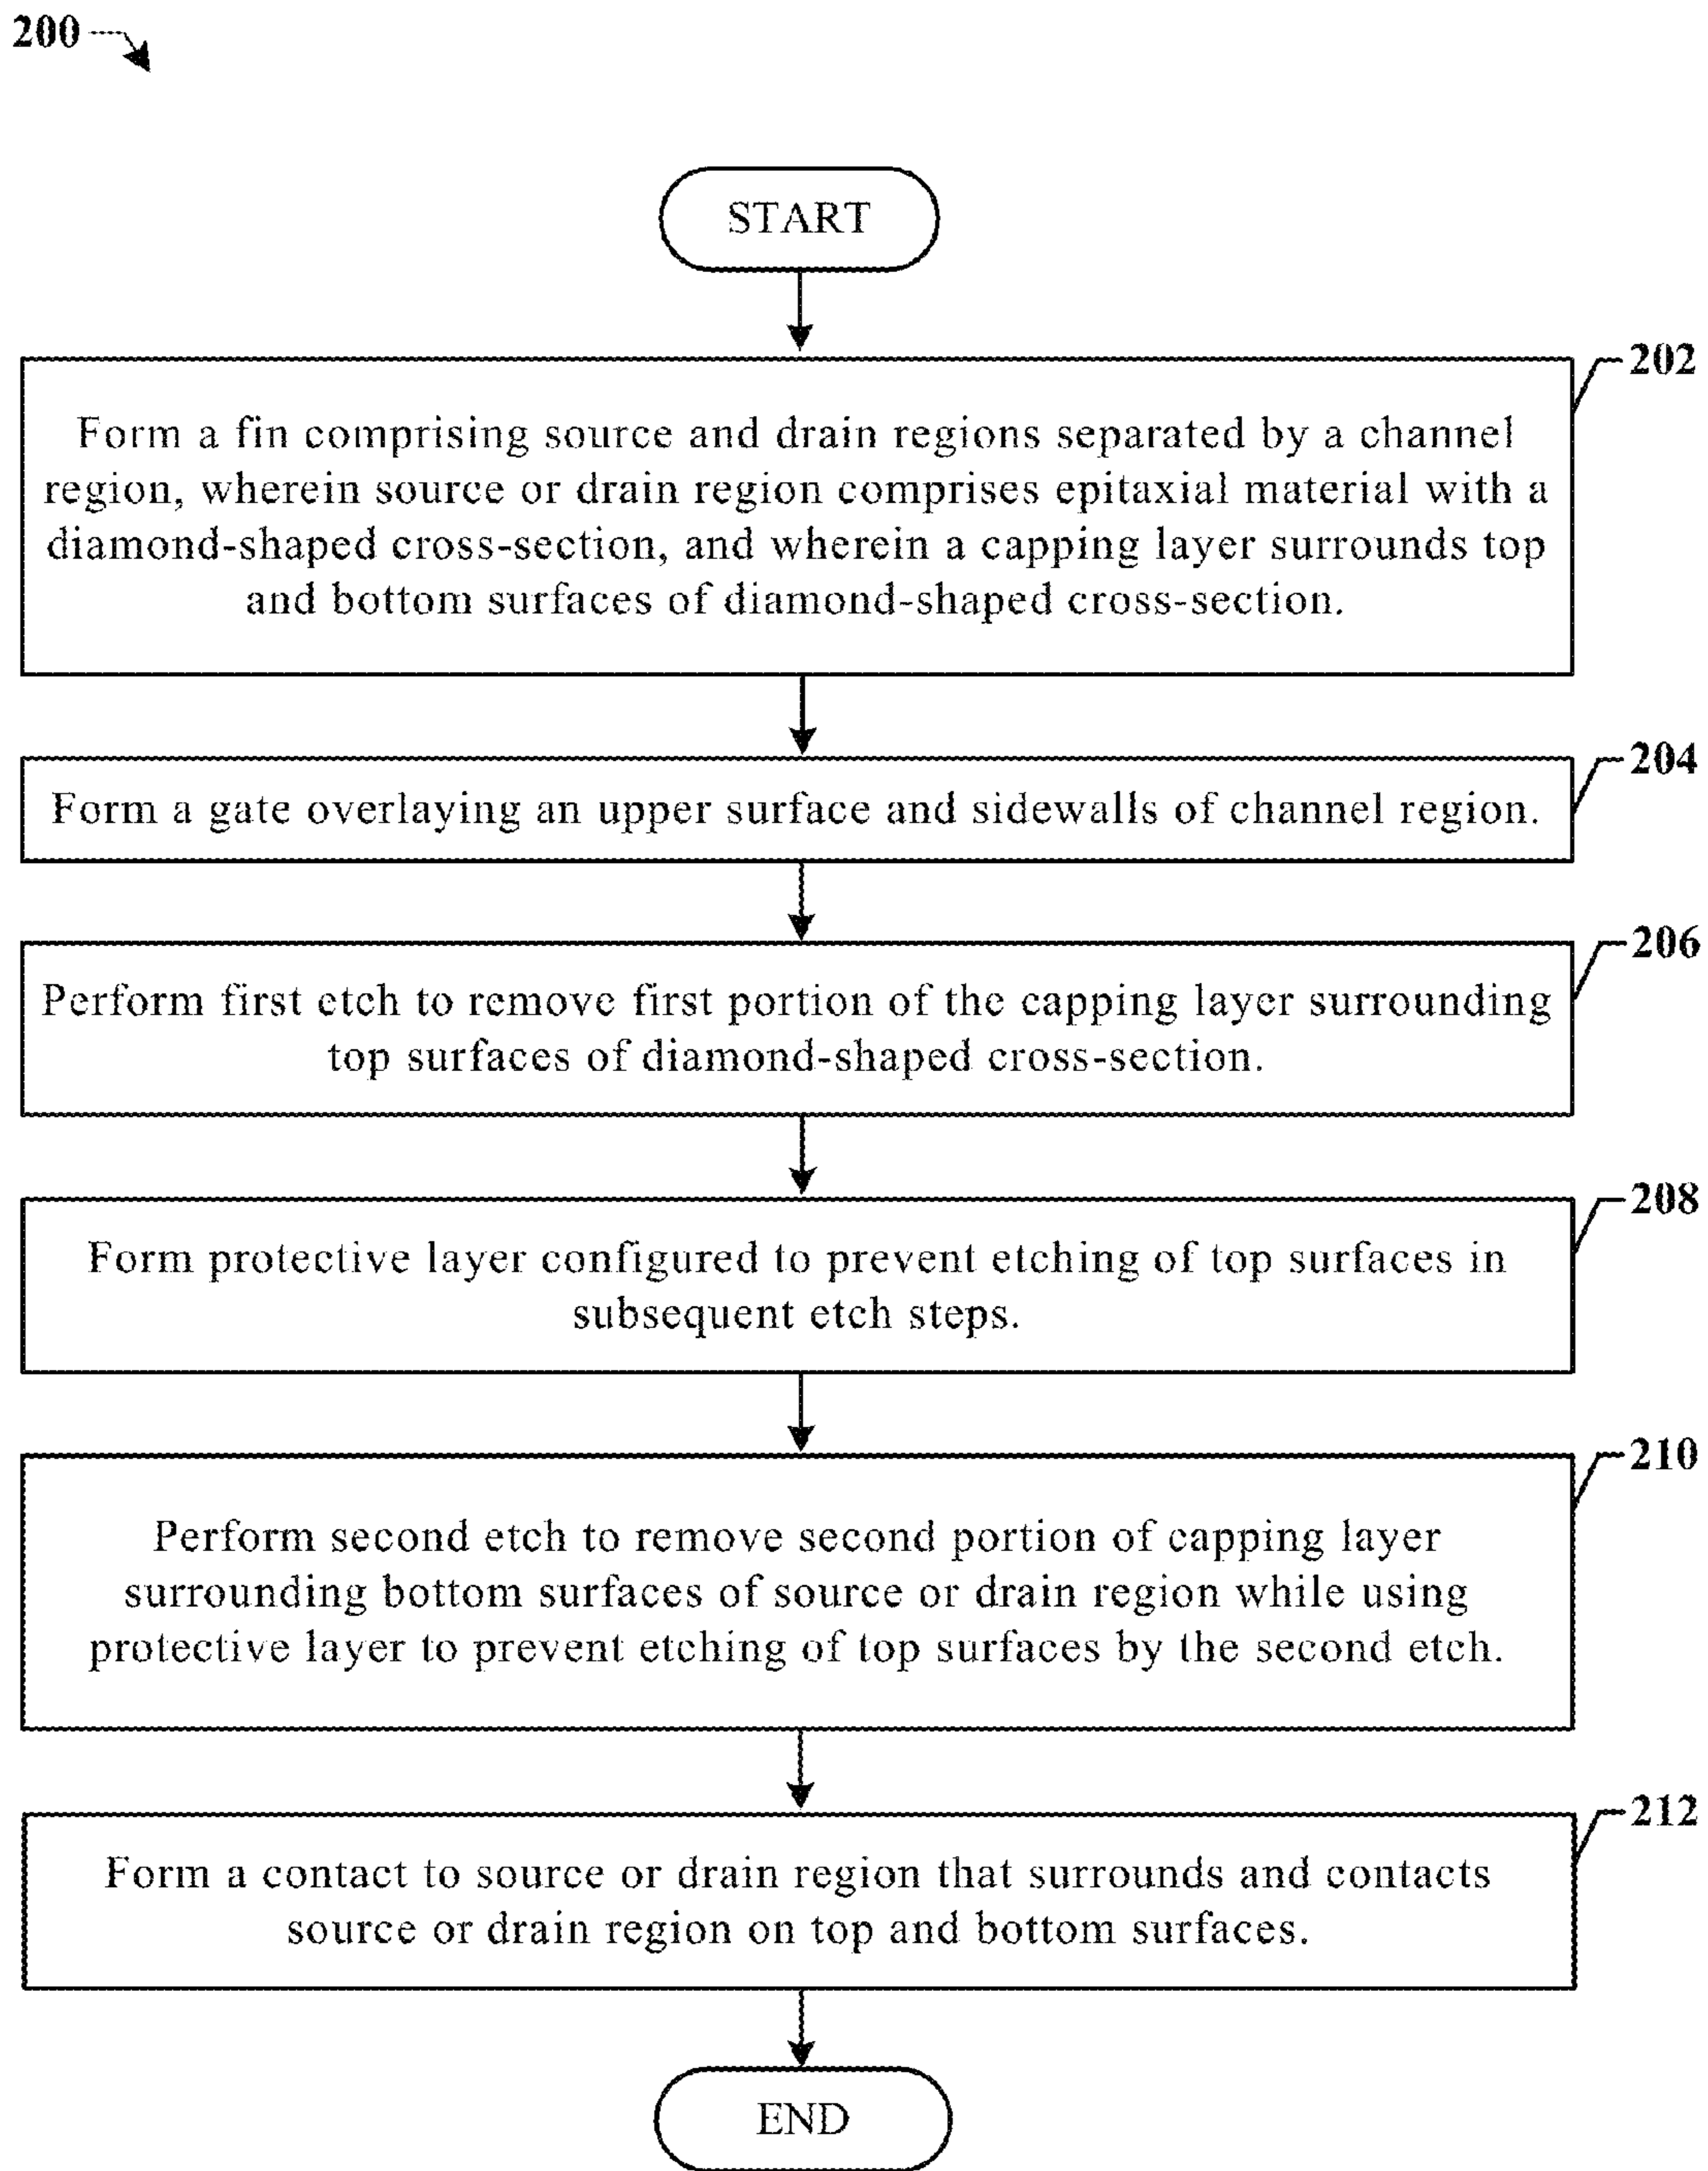 200
START
202
Form a fin comprising source and drain regions separated by a channel
region, wherein source or drain region comprises epitaxial material with a
diamond-shaped cross-section, and wherein a capping layer surrounds top
and bottom surfaces of diamond-shaped cross-section.
204
Form a gate overlaying an upper surface and sidewalls of channel region.
206
Perform first etch to remove first portion of the capping layer surrounding
top surfaces of diamond-shaped cross-section.
208
Form protective layer configured to prevent etching of top surfaces in
subsequent etch steps.
210
Perform second etch to remove second portion of capping layer
surrounding bottom surfaces of source or drain region while using
protective layer to prevent etching of top surfaces by the second etch.
212
Form a contact to source or drain region that surrounds and contacts
source or drain region on top and bottom surfaces.
END